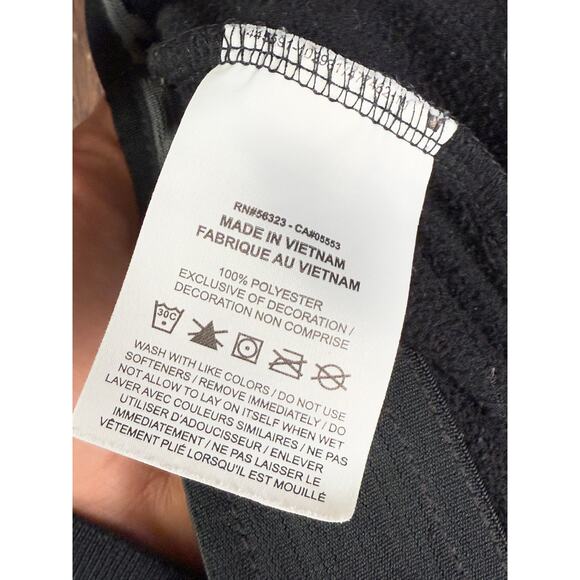 RN#56323 - CA#05553
MADE IN VIETNAM
FABRIQUE AU VIETNAM
100% POLYESTER
EXCLUSIVE OF DECORATION /
DECORATION NON COMPRISE
30C
WASH WITH LIKE COLORS / DO NOT USE
SOFTENERS / REMOVE IMMEDIATELY / DO
NOT ALLOW TO LAY ON ITSELF WHEN WET
LAVER AVEC COULEURS SIMILAIRES / NE PAS
UTILISER D'ADOUCISSEUR / ENLEVER
IMMEDIATEMENT / NE PAS LAISSER LE
VÊTEMENT PLIÉ LORSQU'IL EST MOUILLÉ